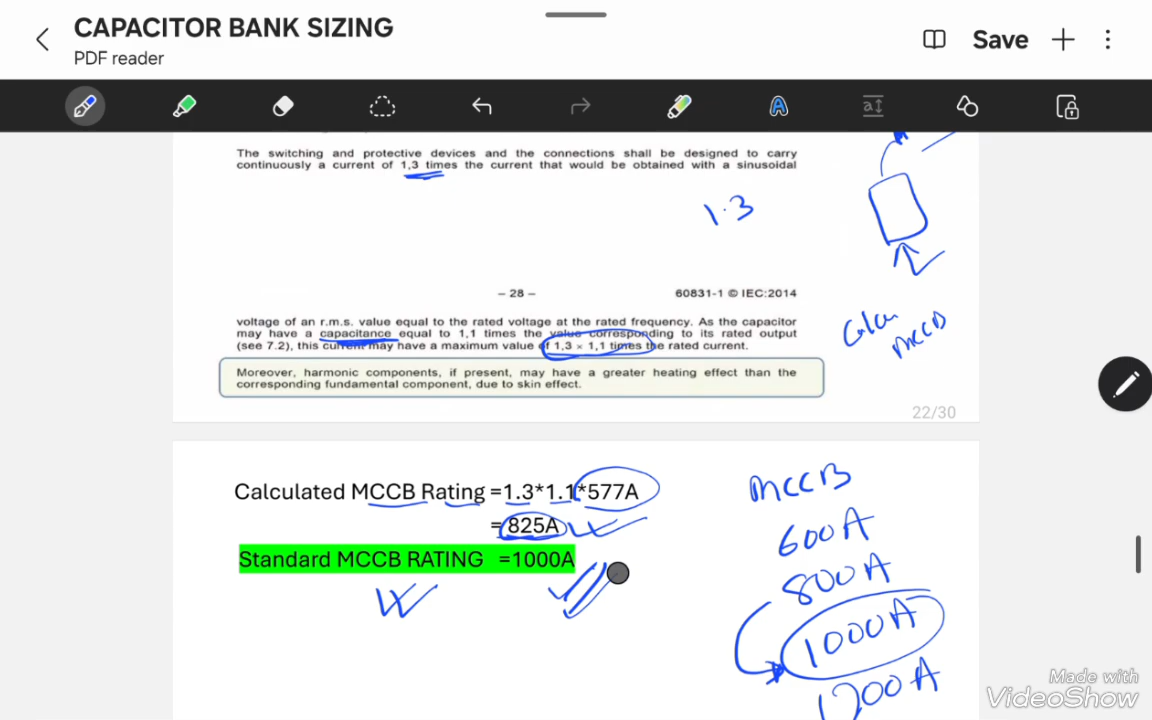 CAPACITOR BANK SIZING
PDF reader
Save
The switching and protective devices and the connections shall be designed to carry
continuously a current of 1,3 times the current that would be obtained with a sinusoidal
1.3
– 28 –
60831-1 © IEC:2014
voltage of an r.m.s. value equal to the rated voltage at the rated frequency. As the capacitor
may have a capacitance equal to 1,1 times the value corresponding to its rated output
(see 7.2), this current may have a maximum value of 1,3 × 1,1 times the rated current.
MCCB
Moreover, harmonic components, if present, may have a greater heating effect than the
corresponding fundamental component, due to skin effect.
22/30
Calculated MCCB Rating =1.3*1.1*577A
=825A
Standard MCCB RATING =1000A
MCCB
600A
800A
1000A
1200A
Made with
VideoShow